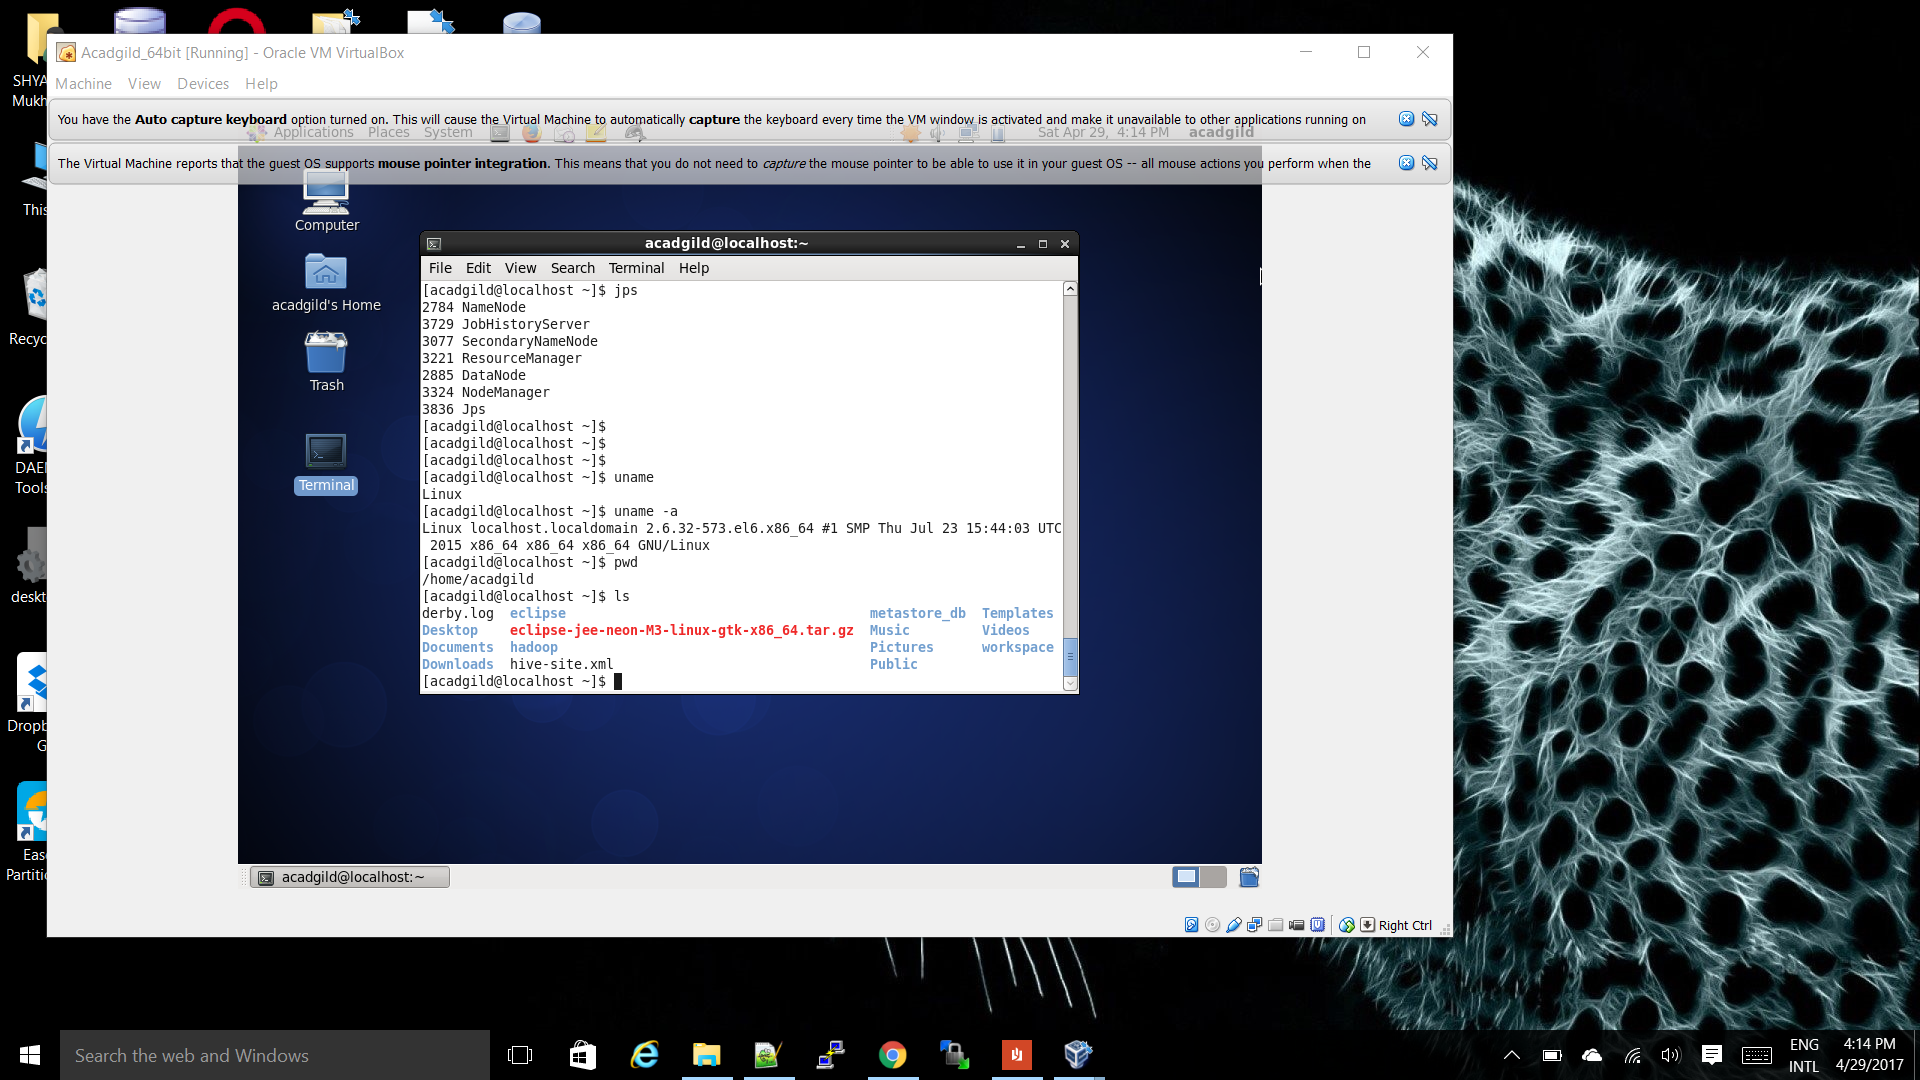 SHYA
Mukh
This
Recyc
DAE
Tools
deskt
Dropb
G
Eas
Partitic
Acadgild_64bit [Running] - Oracle VM VirtualBox
Machine View Devices Help
You have the Auto capture keyboard option turned on. This will cause the Virtual Machine to automatically capture the keyboard every time the VM window is activated and make it unavailable to other applications running on
Applications Places System Sat Apr 29, 4:14 PM acadgild
The Virtual Machine reports that the guest OS supports mouse pointer integration. This means that you do not need to capture the mouse pointer to be able to use it in your guest OS -- all mouse actions you perform when the
Computer
acadgild's Home
Trash
Terminal
acadgild@localhost:~
File Edit View Search Terminal Help
[acadgild@localhost ~]$ jps
2784 NameNode
3729 JobHistoryServer
3077 SecondaryNameNode
3221 ResourceManager
2885 DataNode
3324 NodeManager
3836 Jps
[acadgild@localhost ~]$
[acadgild@localhost ~]$
[acadgild@localhost ~]$
[acadgild@localhost ~]$ uname
Linux
[acadgild@localhost ~]$ uname -a
Linux localhost.localdomain 2.6.32-573.el6.x86_64 #1 SMP Thu Jul 23 15:44:03 UTC
2015 x86_64 x86_64 x86_64 GNU/Linux
[acadgild@localhost ~]$ pwd
/home/acadgild
[acadgild@localhost ~]$ ls
derby.log eclipse metastore_db Templates
Desktop eclipse-jee-neon-M3-linux-gtk-x86_64.tar.gz Music Videos
Documents hadoop Pictures workspace
Downloads hive-site.xml Public
[acadgild@localhost ~]$
acadgild@localhost:~
Right Ctrl
Search the web and Windows
ENG
INTL
4:14 PM
4/29/2017